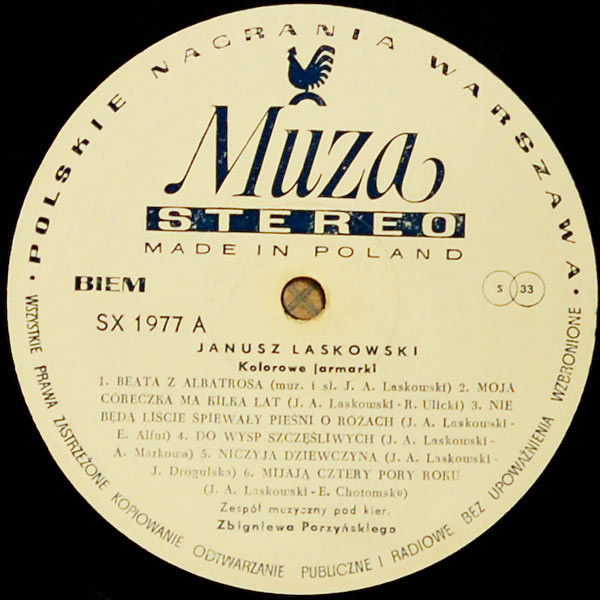 · POLSKIE NAGRANIA WARSZAWA ·
Muza
STEREO
MADE IN POLAND
BIEM
S 33
SX 1977 A
JANUSZ LASKOWSKI
Kolorowe jarmarki
1. BEATA Z ALBATROSA (muz. i sł. J. A. Laskowski) 2. MOJA
CÓRECZKA MA KILKA LAT (J. A. Laskowski - R. Ulicki) 3. NIE
BĘDĄ LIŚCIE ŚPIEWAŁY PIEŚNI O RÓŻACH (J. A. Laskowski-
E. Alfut) 4. DO WYSP SZCZĘŚLIWYCH (J. A. Laskowski-
A. Markowa) 5. NICZYJA DZIEWCZYNA (J. A. Laskowski -
J. Drogulska) 6. MIJAJĄ CZTERY PORY ROKU
(J. A. Laskowski - E. Chotomska)
Zespół muzyczny pod kier.
Zbigniewa Porzyńskiego
WSZYSTKIE PRAWA ZASTRZEŻONE KOPIOWANIE ODTWARZANIE PUBLICZNE I RADIOWE BEZ UPOWAŻNIENIA WZBRONIONE